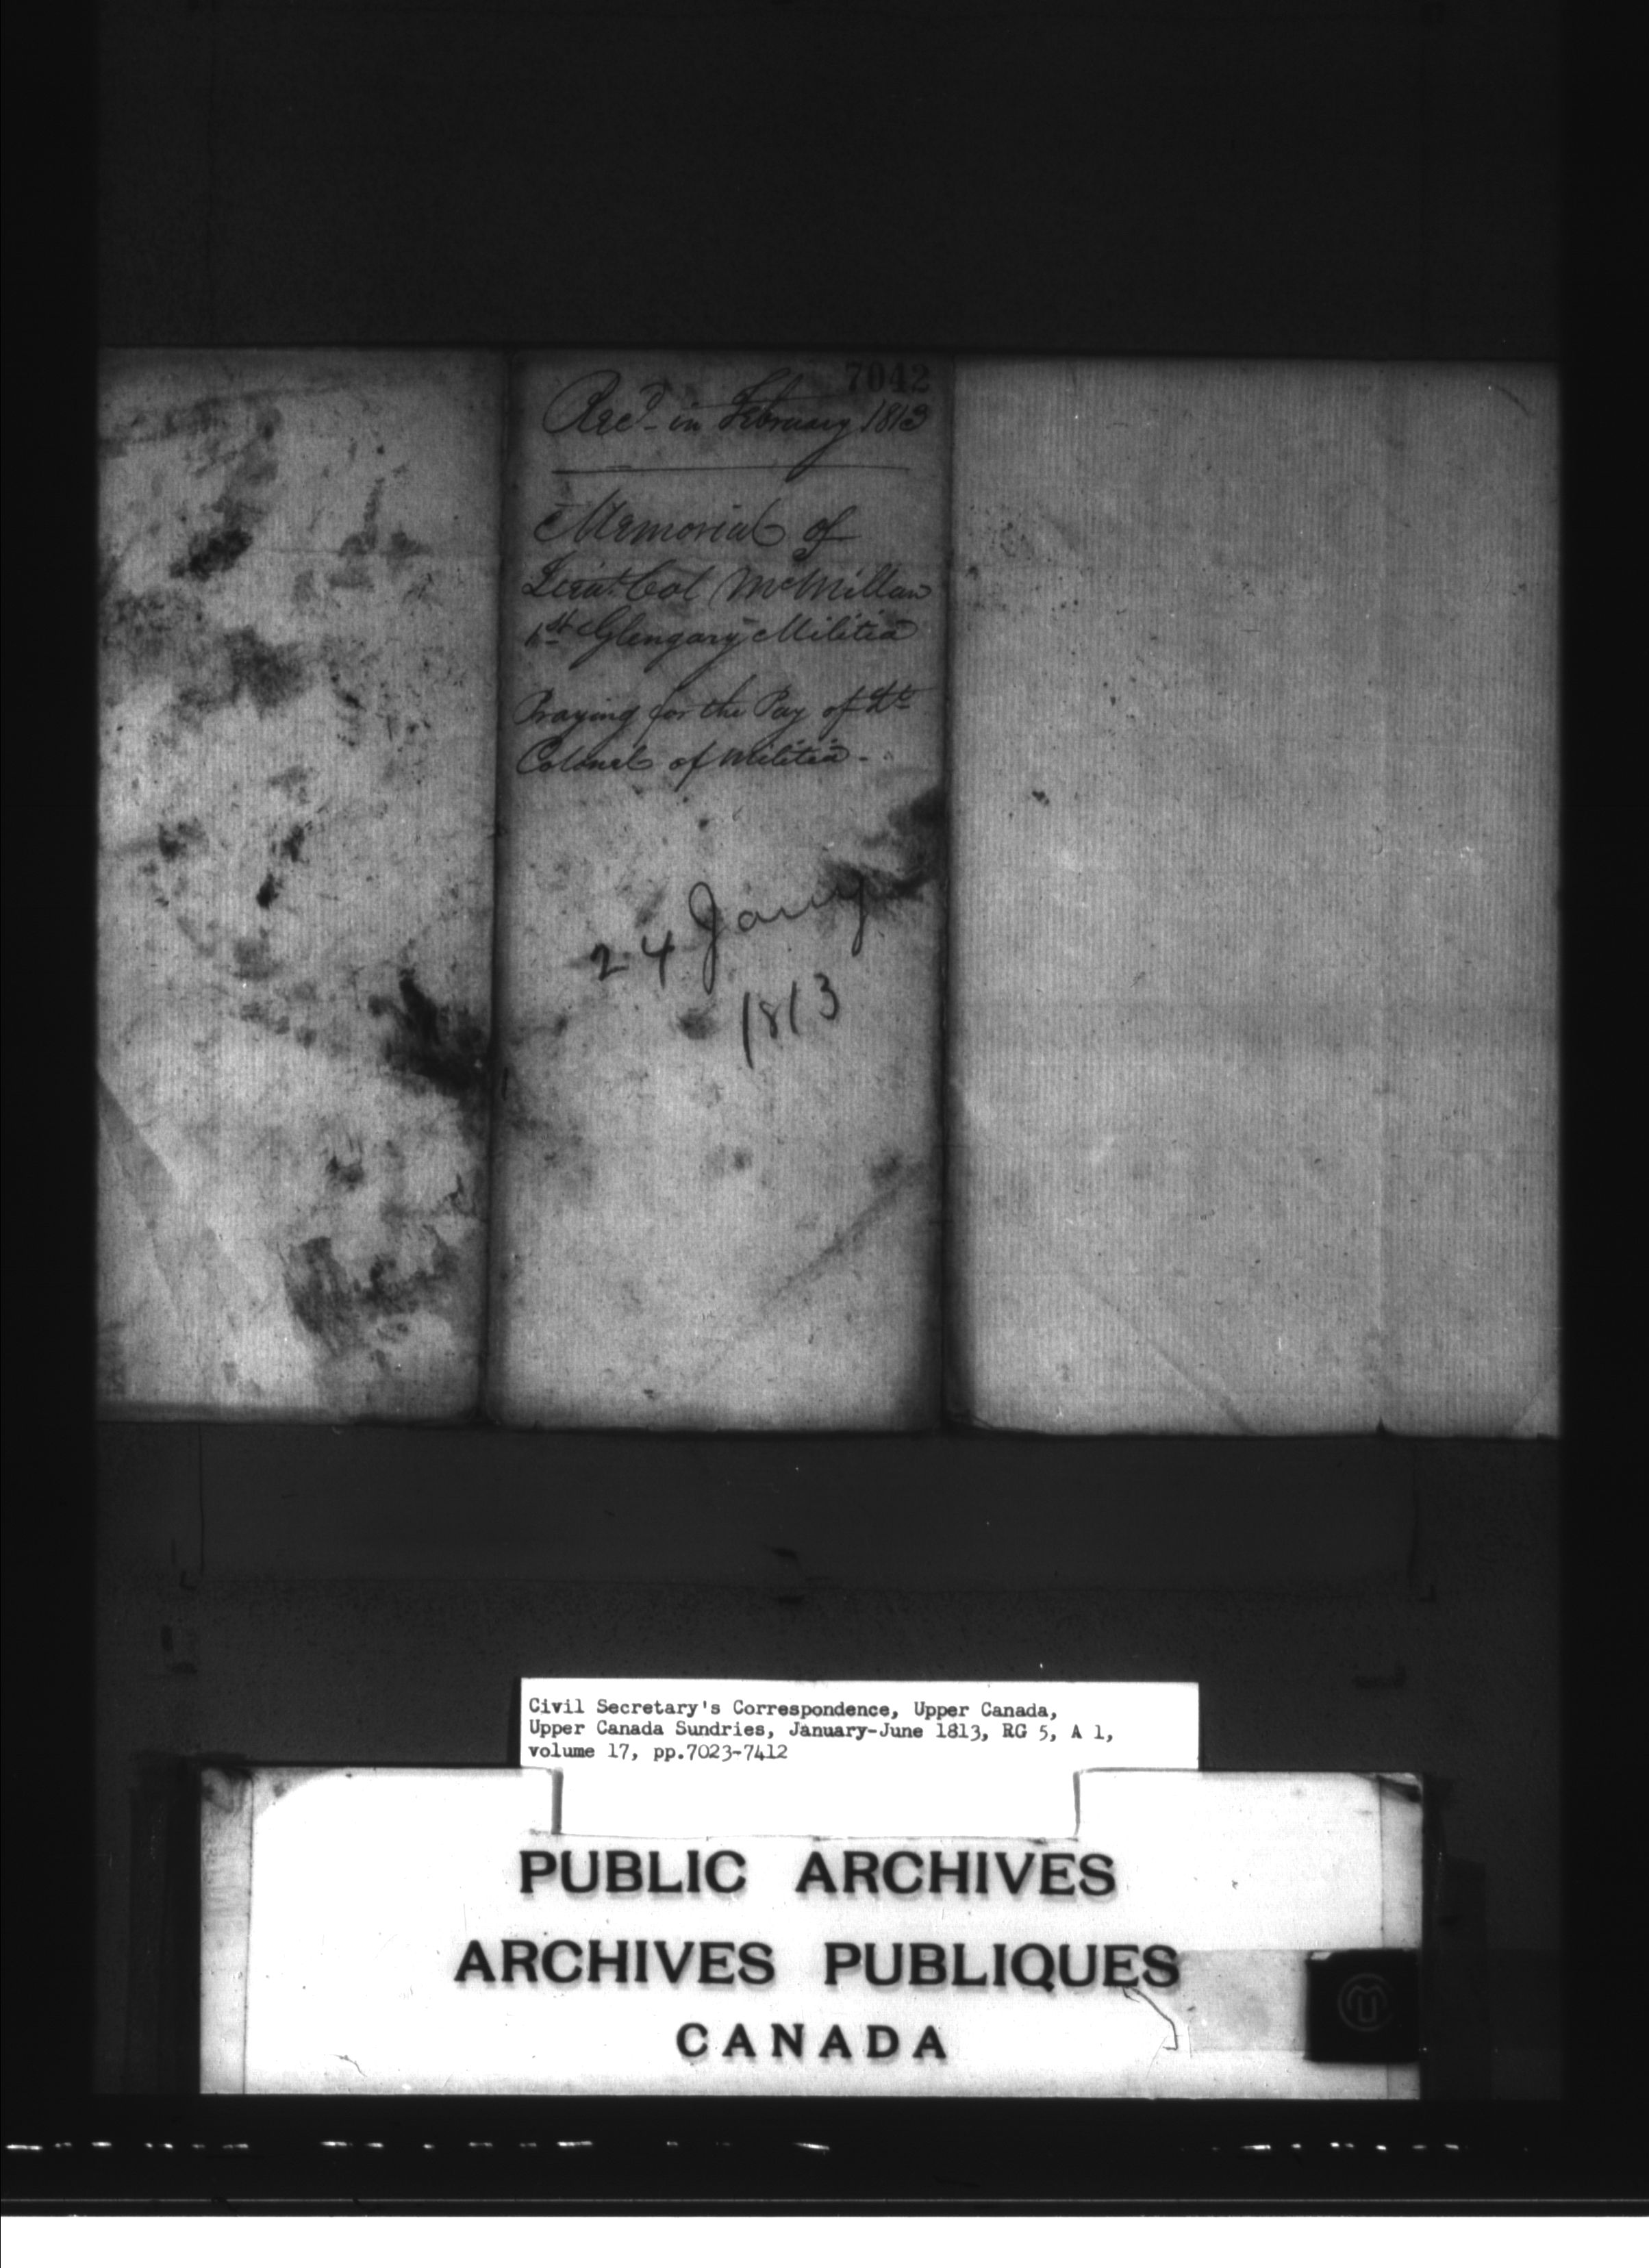 7042
Recd. in February 1813
Memorial of
Lieut. Col McMillan
1st Glengary Militia
Praying for the Pay of Lt.
Colonel of Militia.
24 Jany
1813
Civil Secretary's Correspondence, Upper Canada,
Upper Canada Sundries, January-June 1813, RG 5, A 1,
volume 17, pp.7023-7412
PUBLIC ARCHIVES
ARCHIVES PUBLIQUES
CANADA